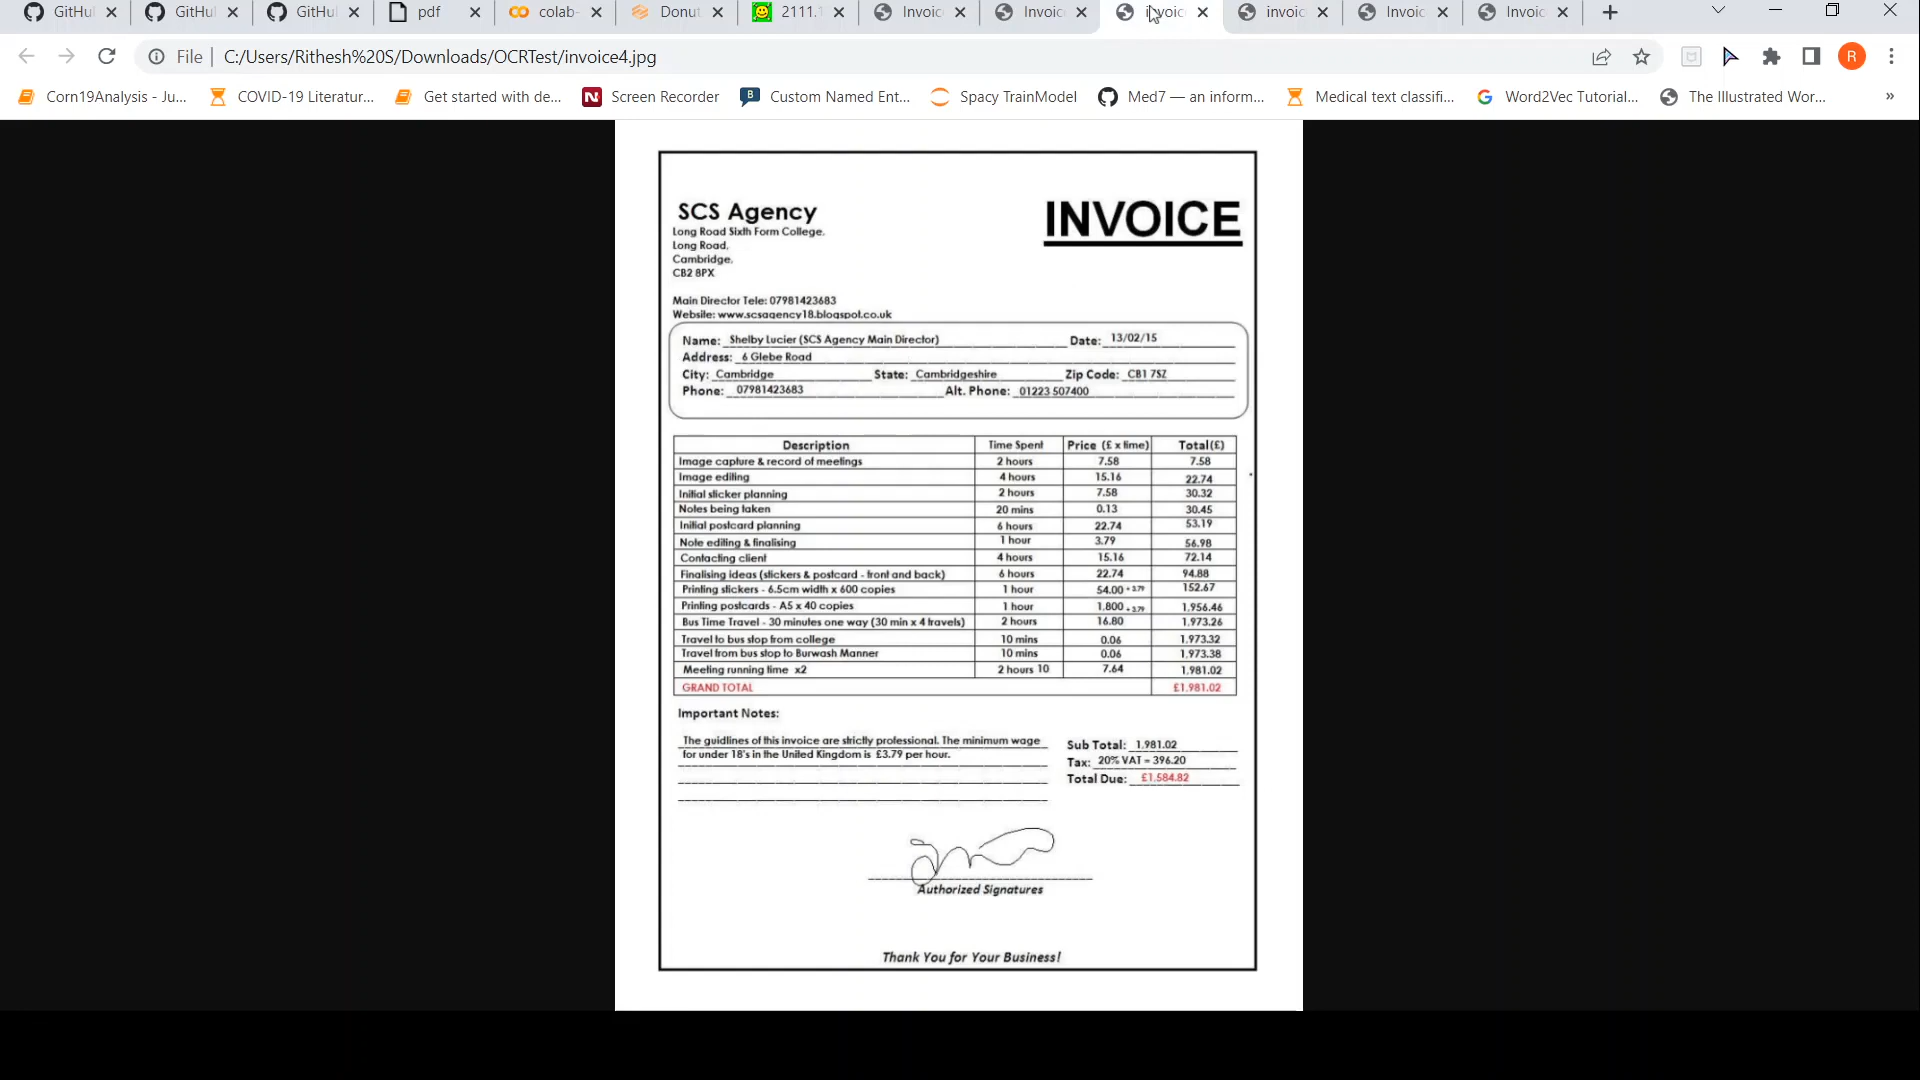 GitHu GitHu GitHu pdf colab- Donut 2111.1 Invoic Invoic invoic invoic Invoic Invoic
File C:/Users/Rithesh%20S/Downloads/OCRTest/invoice4.jpg R
Corn19Analysis - Ju... COVID-19 Literatur... Get started with de... Screen Recorder Custom Named Ent... Spacy TrainModel Med7 — an inform... Medical text classifi... Word2Vec Tutorial... The Illustrated Wor... »
SCS Agency INVOICE
Long Road Sixth Form College,
Long Road,
Cambridge,
CB2 8PX
Main Director Tele: 07981423683
Website: www.scsagency18.blogspot.co.uk
Name: Shelby Lucier (SCS Agency Main Director) Date: 13/02/15
Address: 6 Glebe Road
City: Cambridge State: Cambridgeshire Zip Code: CB1 7SZ
Phone: 07981423683 Alt. Phone: 01223 507400
Description Time Spent Price (£ x time) Total(£)
Image capture & record of meetings 2 hours 7.58 7.58
Image editing 4 hours 15.16 22.74
Initial sticker planning 2 hours 7.58 30.32
Notes being taken 20 mins 0.13 30.45
Initial postcard planning 6 hours 22.74 53.19
Note editing & finalising 1 hour 3.79 56.98
Contacting client 4 hours 15.16 72.14
Finalising ideas (stickers & postcard - front and back) 6 hours 22.74 94.88
Printing stickers - 6.5cm width x 600 copies 1 hour 54.00 + 3.79 152.67
Printing postcards - A5 x 40 copies 1 hour 1,800 + 3.79 1,956.46
Bus Time Travel - 30 minutes one way (30 min x 4 travels) 2 hours 16.80 1,973.26
Travel to bus stop from college 10 mins 0.06 1,973.32
Travel from bus stop to Burwash Manner 10 mins 0.06 1,973.38
Meeting running time x2 2 hours 10 7.64 1,981.02
GRAND TOTAL £1,981.02
Important Notes:
The guidlines of this invoice are strictly professional. The minimum wage
for under 18's in the United Kingdom is £3.79 per hour.
Sub Total: 1,981.02
Tax: 20% VAT = 396.20
Total Due: £1,584.82
Authorized Signatures
Thank You for Your Business!